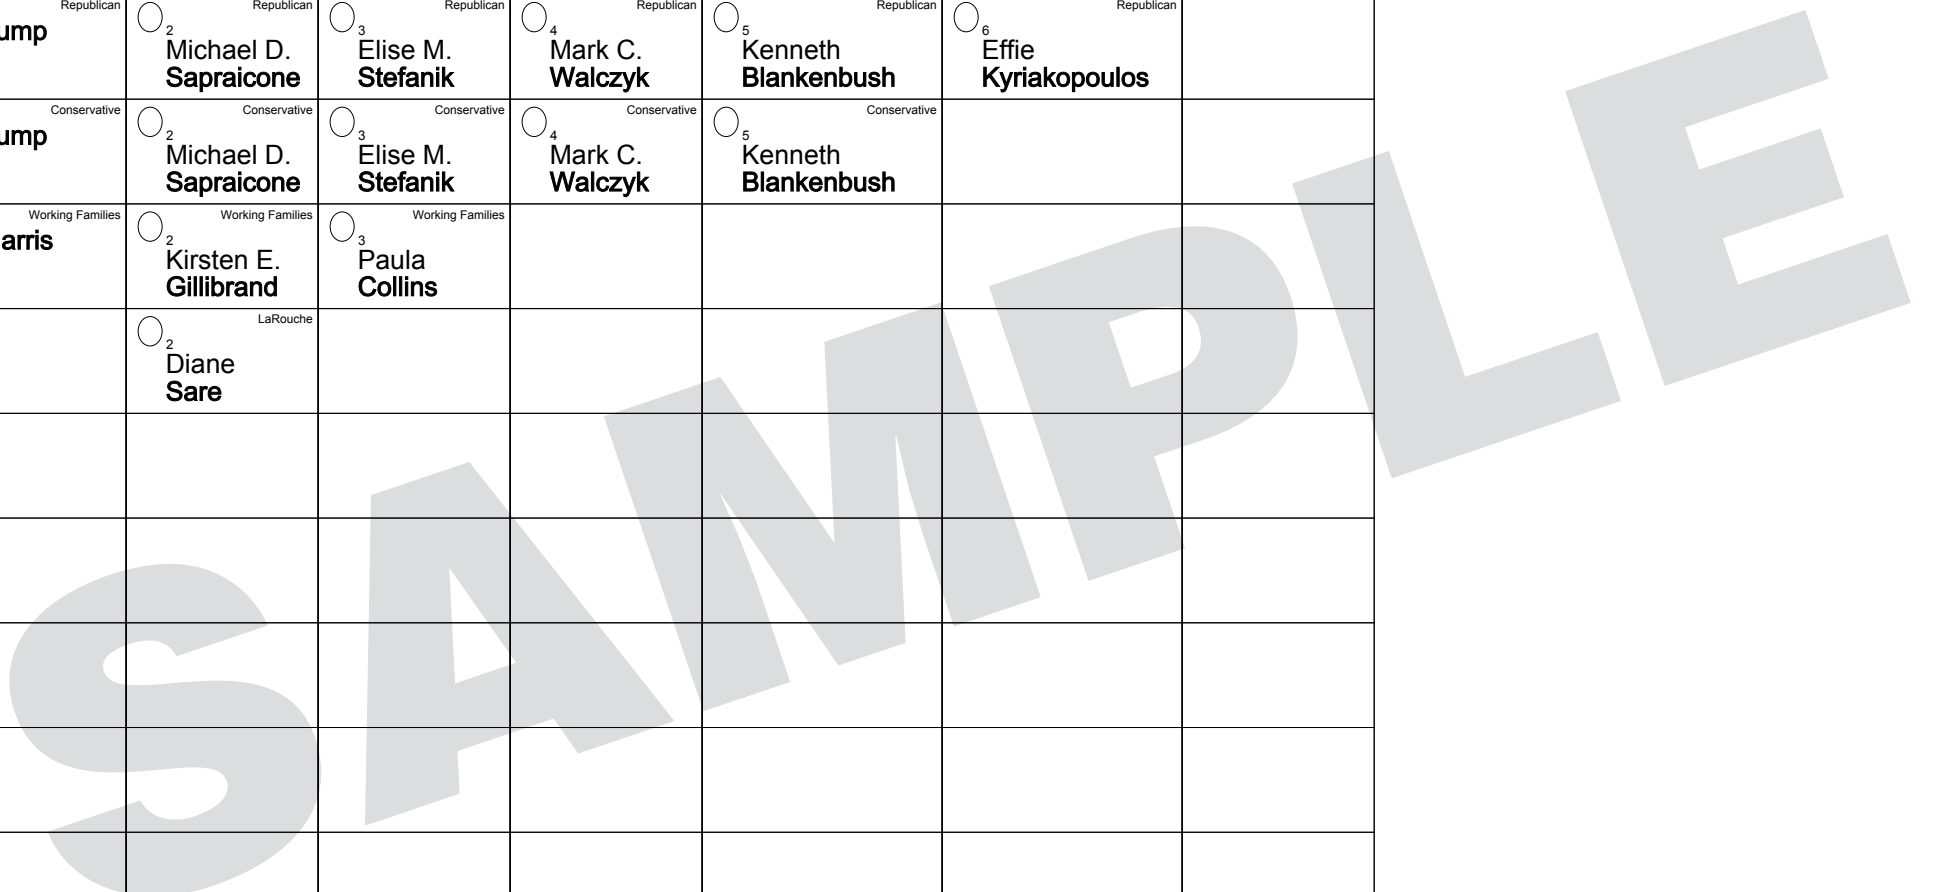 Republican
Republican
Republican
Republican
Republican
Republican
ump
2
Michael D.
Sapraicone
3
Elise M.
Stefanik
4
Mark C.
Walczyk
5
Kenneth
Blankenbush
6
Effie
Kyriakopoulos
Conservative
Conservative
Conservative
Conservative
Conservative
ump
2
Michael D.
Sapraicone
3
Elise M.
Stefanik
4
Mark C.
Walczyk
5
Kenneth
Blankenbush
Working Families
Working Families
Working Families
arris
2
Kirsten E.
Gillibrand
3
Paula
Collins
LaRouche
2
Diane
Sare
SAMPLE